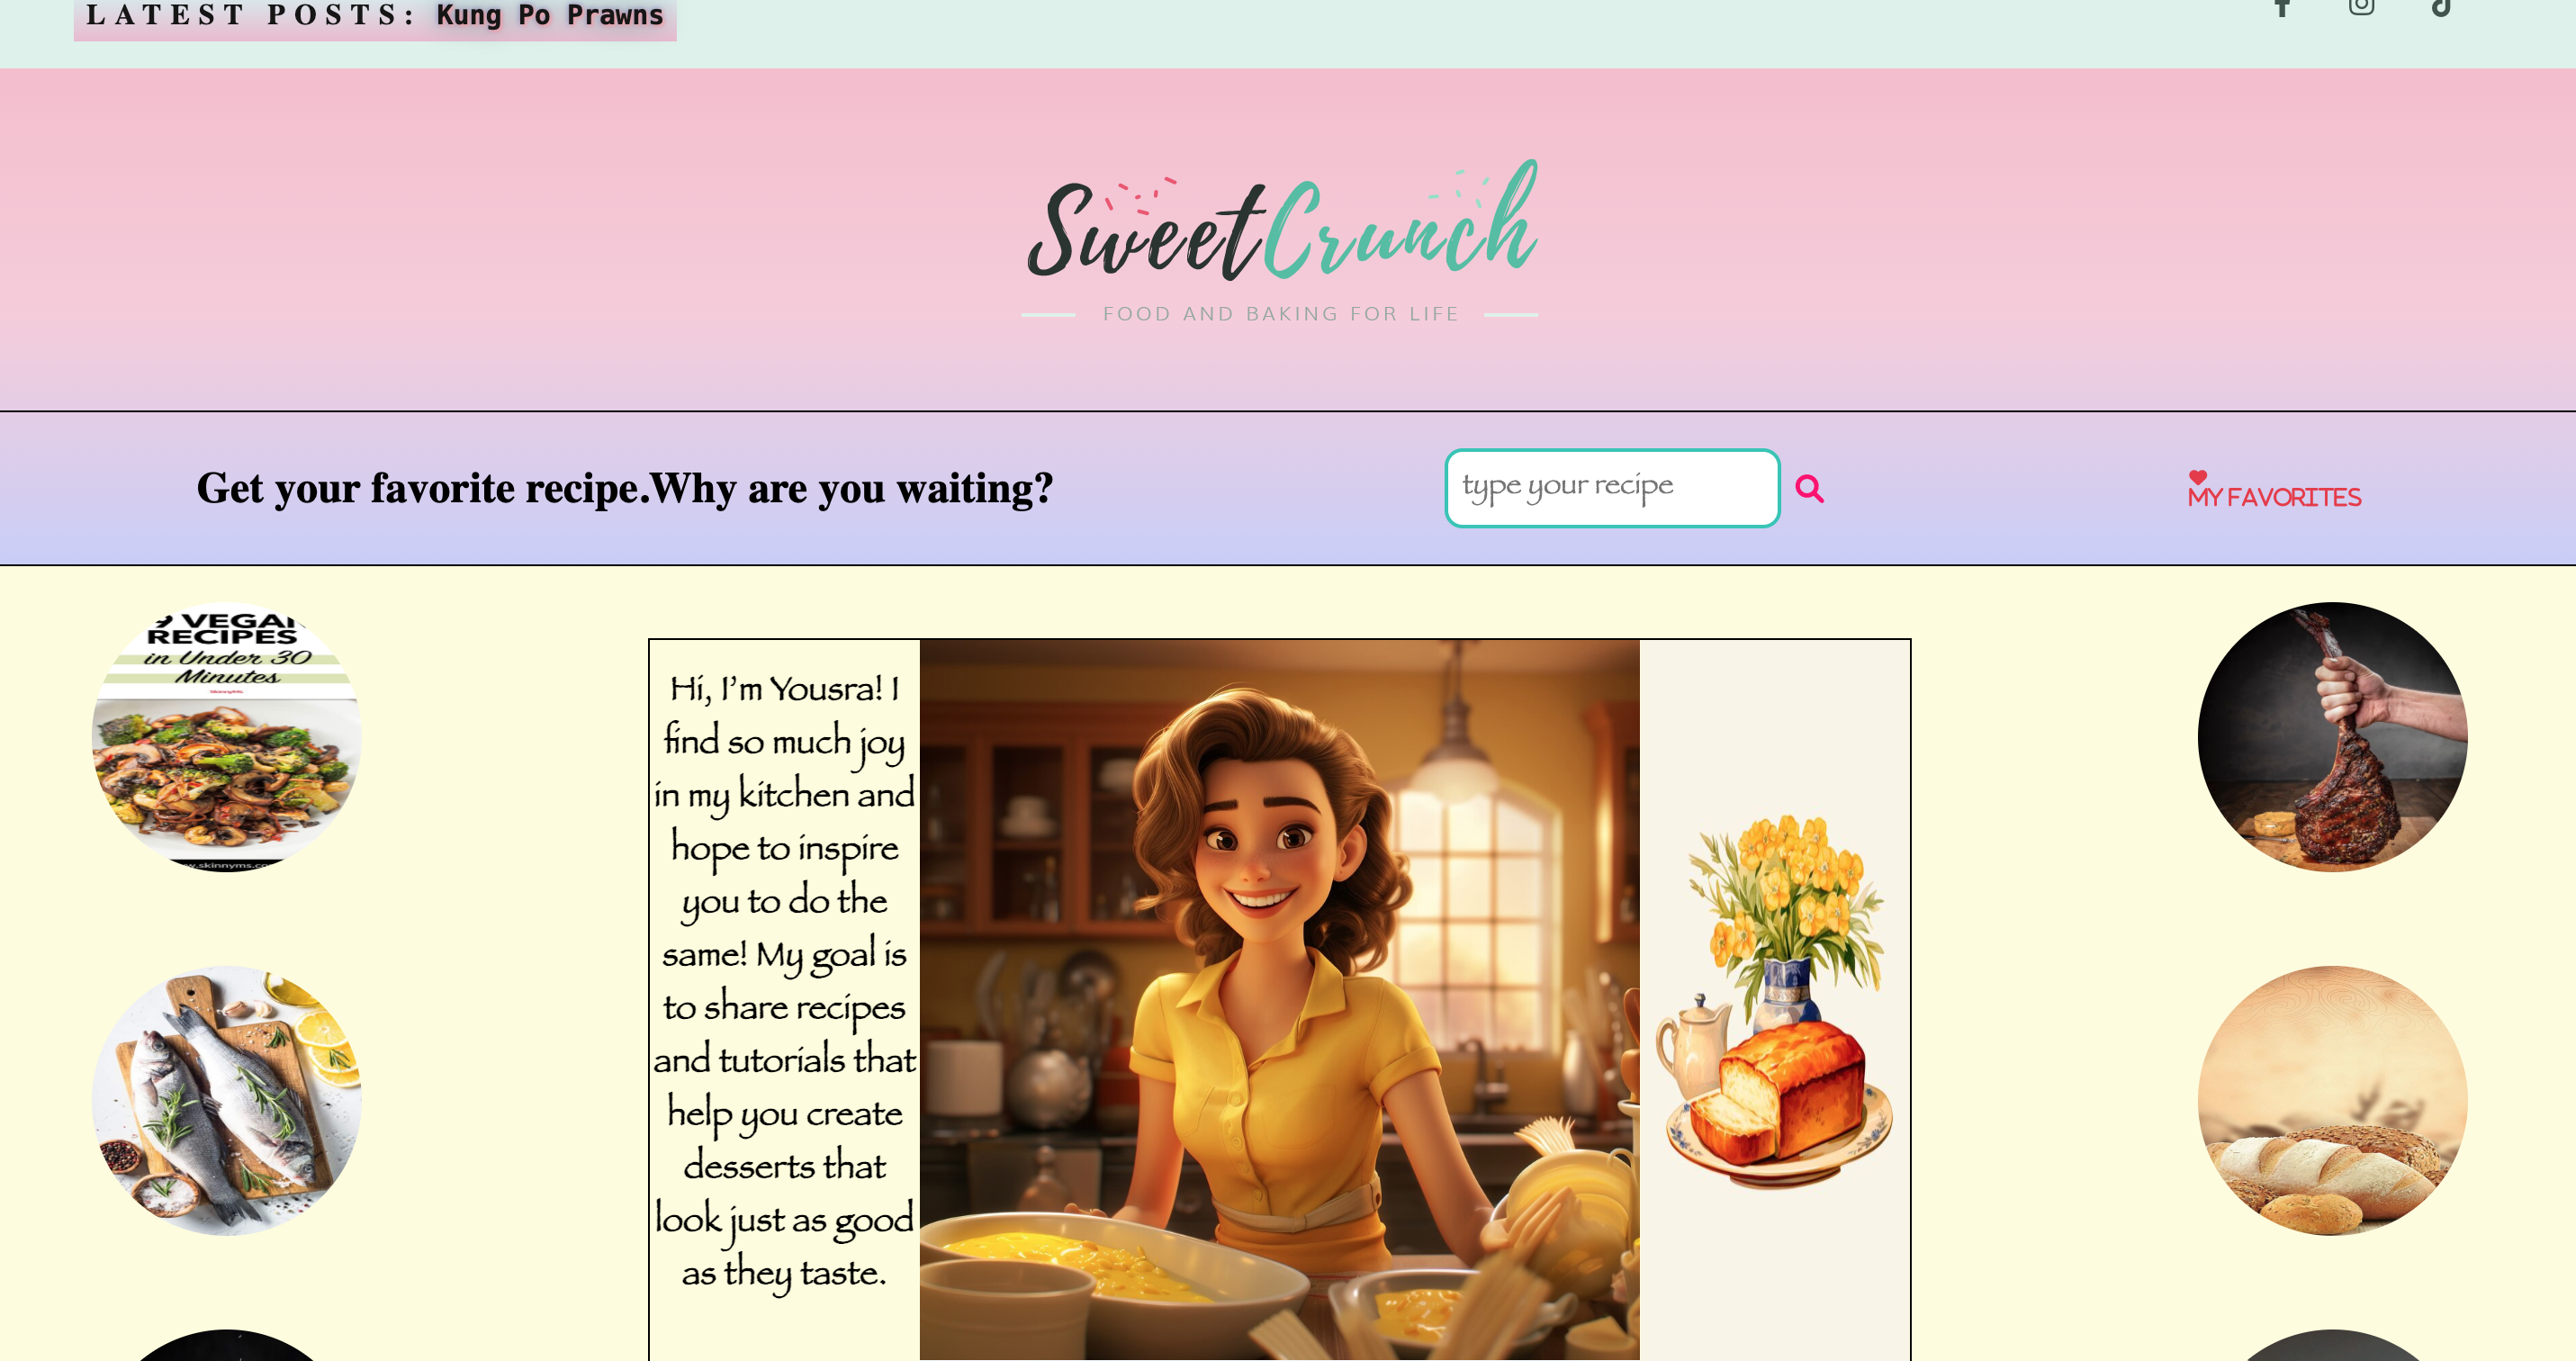 LATEST POSTS: Kung Po Prawns
SweetCrunch
FOOD AND BAKING FOR LIFE
Get your favorite recipe.Why are you waiting?
type your recipe
MY FAVORITES
RECIPES
in Under 30
Minutes
Hi, I'm Yousra! I
find so much joy
in my kitchen and
hope to inspire
you to do the
same! My goal is
to share recipes
and tutorials that
help you create
desserts that
look just as good
as they taste.